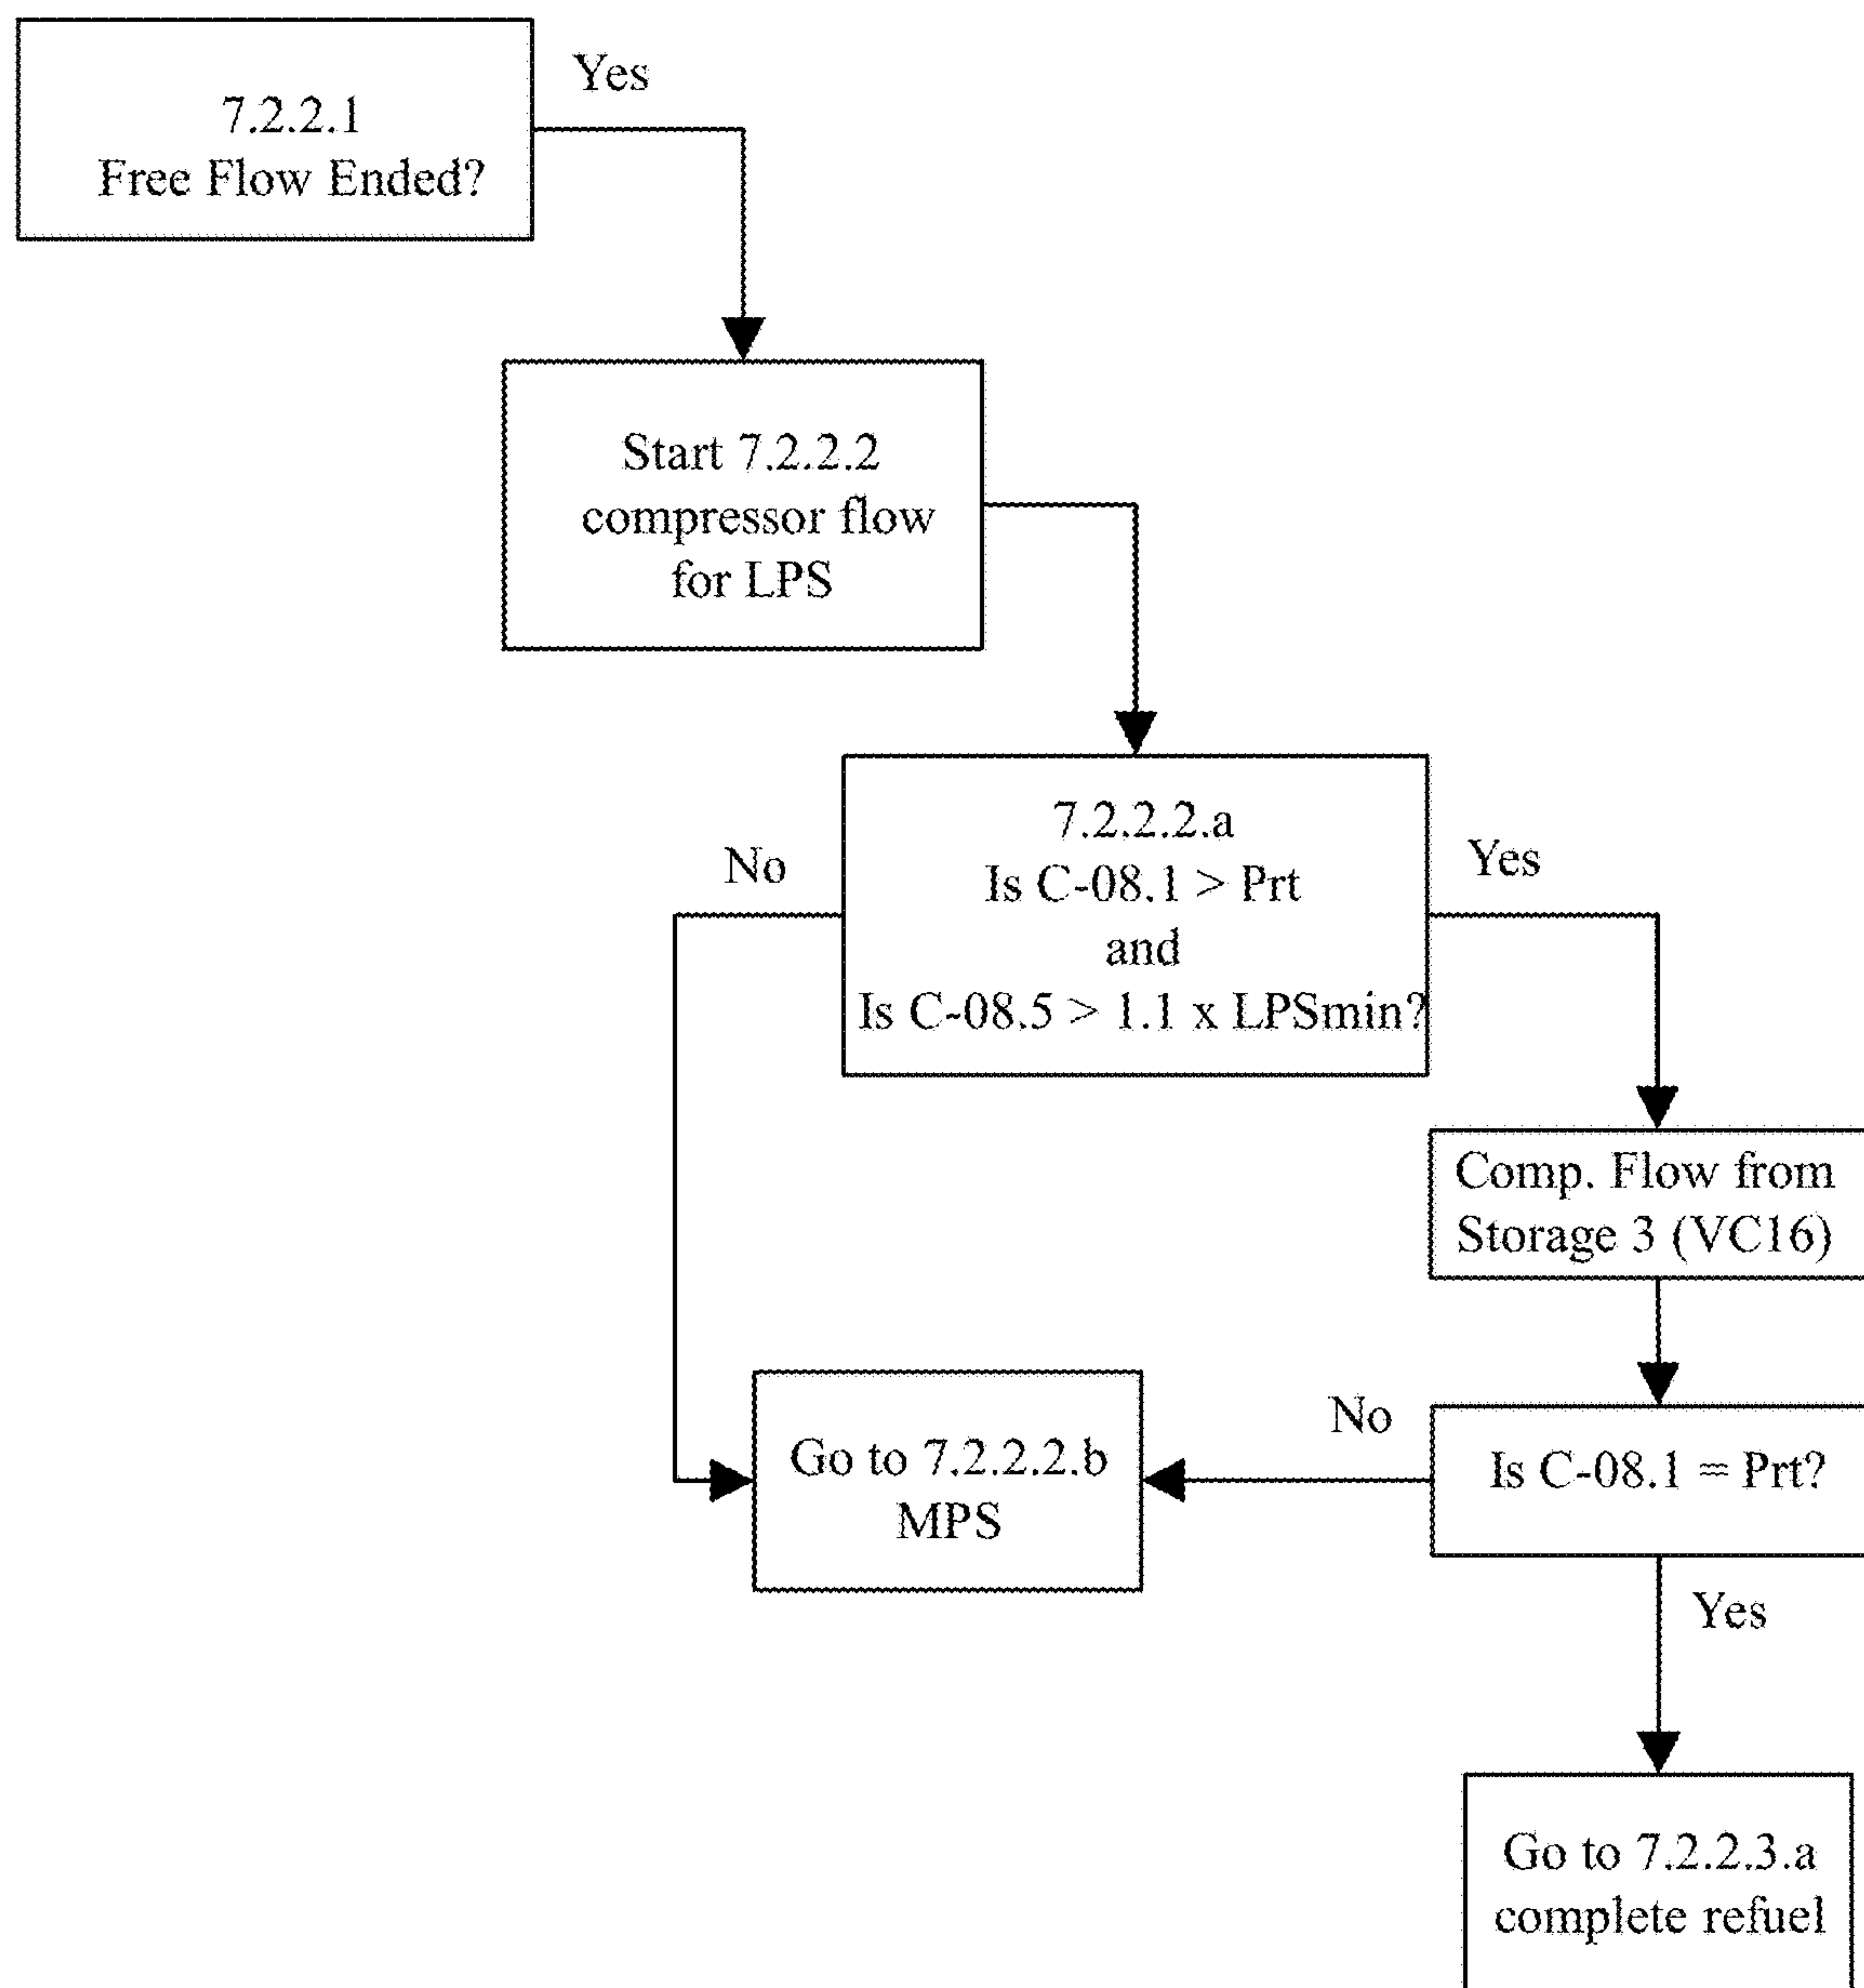 7.2.2.1
Free Flow Ended?
Yes
Start 7.2.2.2
compressor flow
for LPS
7.2.2.2.a
Is C-08.1 > Prt
and
Is C-08.5 > 1.1 x LPSmin?
No
Yes
Comp. Flow from
Storage 3 (VC16)
Is C-08.1 = Prt?
No
Go to 7.2.2.2.b
MPS
Yes
Go to 7.2.2.3.a
complete refuel